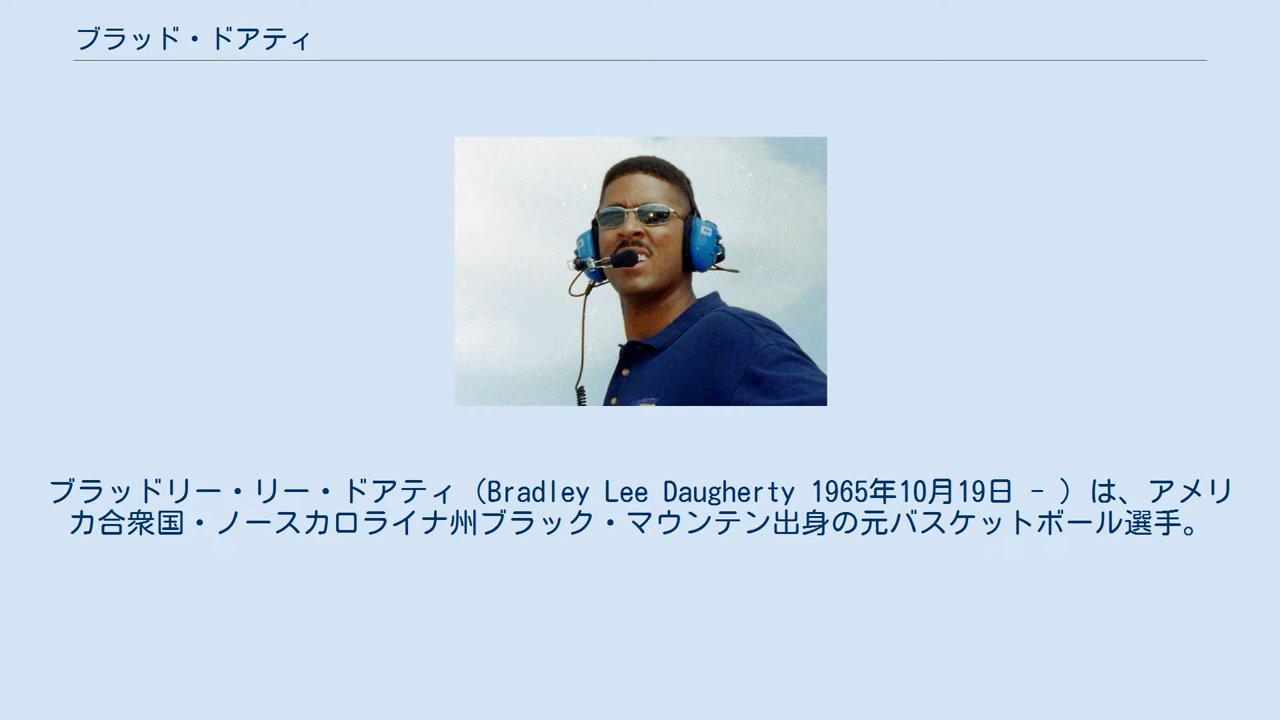 ブラッド・ドアティ
ブラッドリー・リー・ドアティ（Bradley Lee Daugherty 1965年10月19日 - ）は、アメリ
カ合衆国・ノースカロライナ州ブラック・マウンテン出身の元バスケットボール選手。